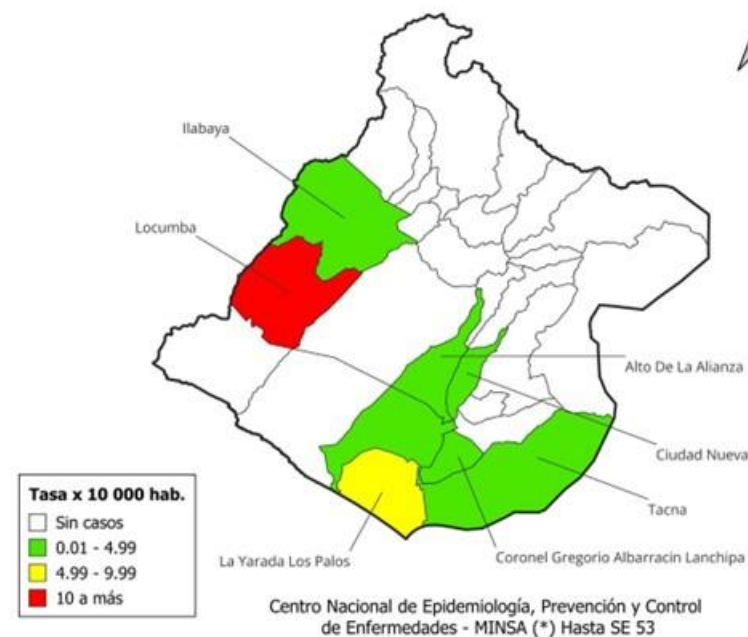 Ilabaya
Locumba
Alto De La Alianza
Ciudad Nueva
Tacna
Coronel Gregorio Albarracín Lanchipa
La Yarada Los Palos
Tasa x 10 000 hab.
Sin casos
0.01 - 4.99
4.99 - 9.99
10 a más
Centro Nacional de Epidemiología, Prevención y Control
de Enfermedades - MINSA (*) Hasta SE 53